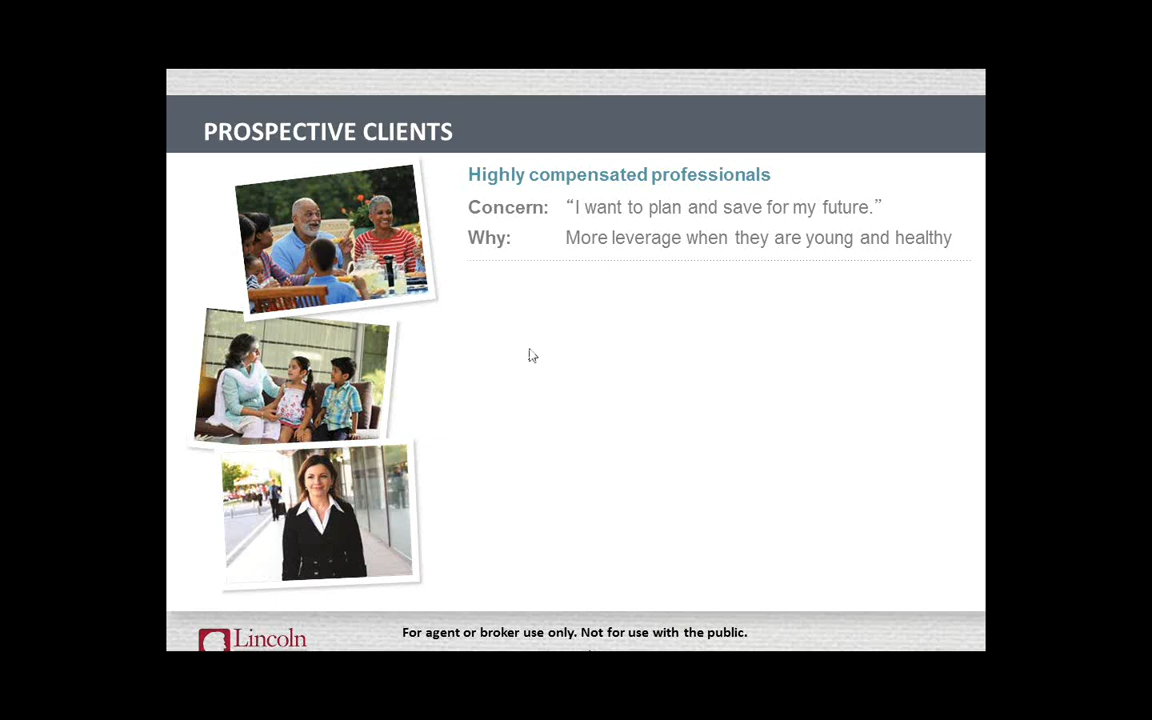 PROSPECTIVE CLIENTS
Highly compensated professionals
Concern: “I want to plan and save for my future.”
Why: More leverage when they are young and healthy
Lincoln
For agent or broker use only. Not for use with the public.